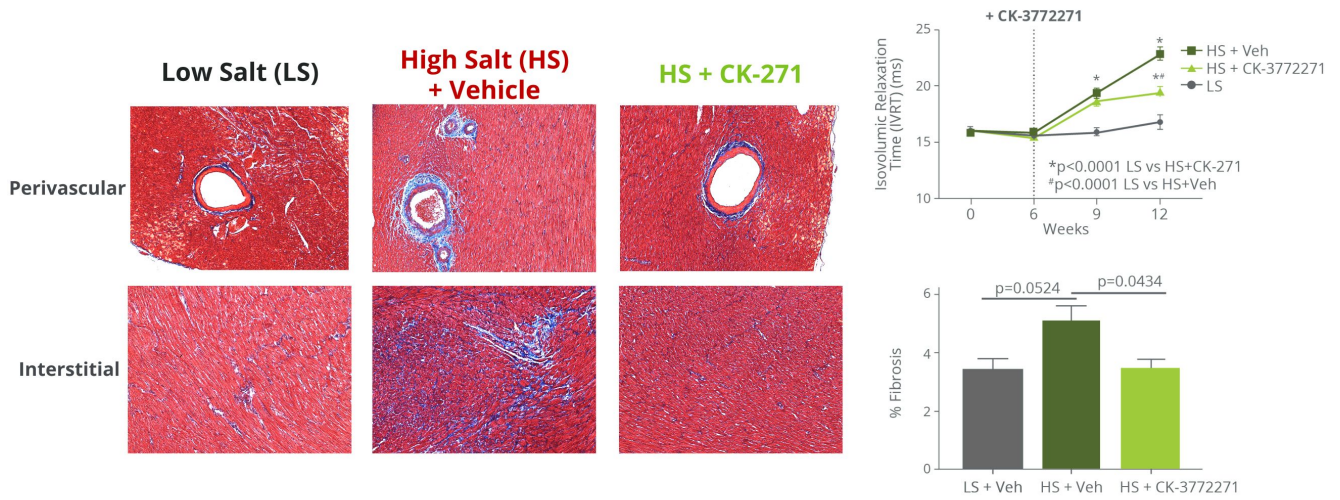 Low Salt (LS)
High Salt (HS)
+ Vehicle
HS + CK-271
Perivascular
Interstitial
+ CK-3772271
Isovolumic Relaxation
Time (IVRT) (ms)
25
20
15
10
*
*
*#
HS + Veh
HS + CK-3772271
LS
*p<0.0001 LS vs HS+CK-271
#p<0.0001 LS vs HS+Veh
0
6
9
12
Weeks
% Fibrosis
6
4
2
0
p=0.0524
p=0.0434
LS + Veh
HS + Veh
HS + CK-3772271